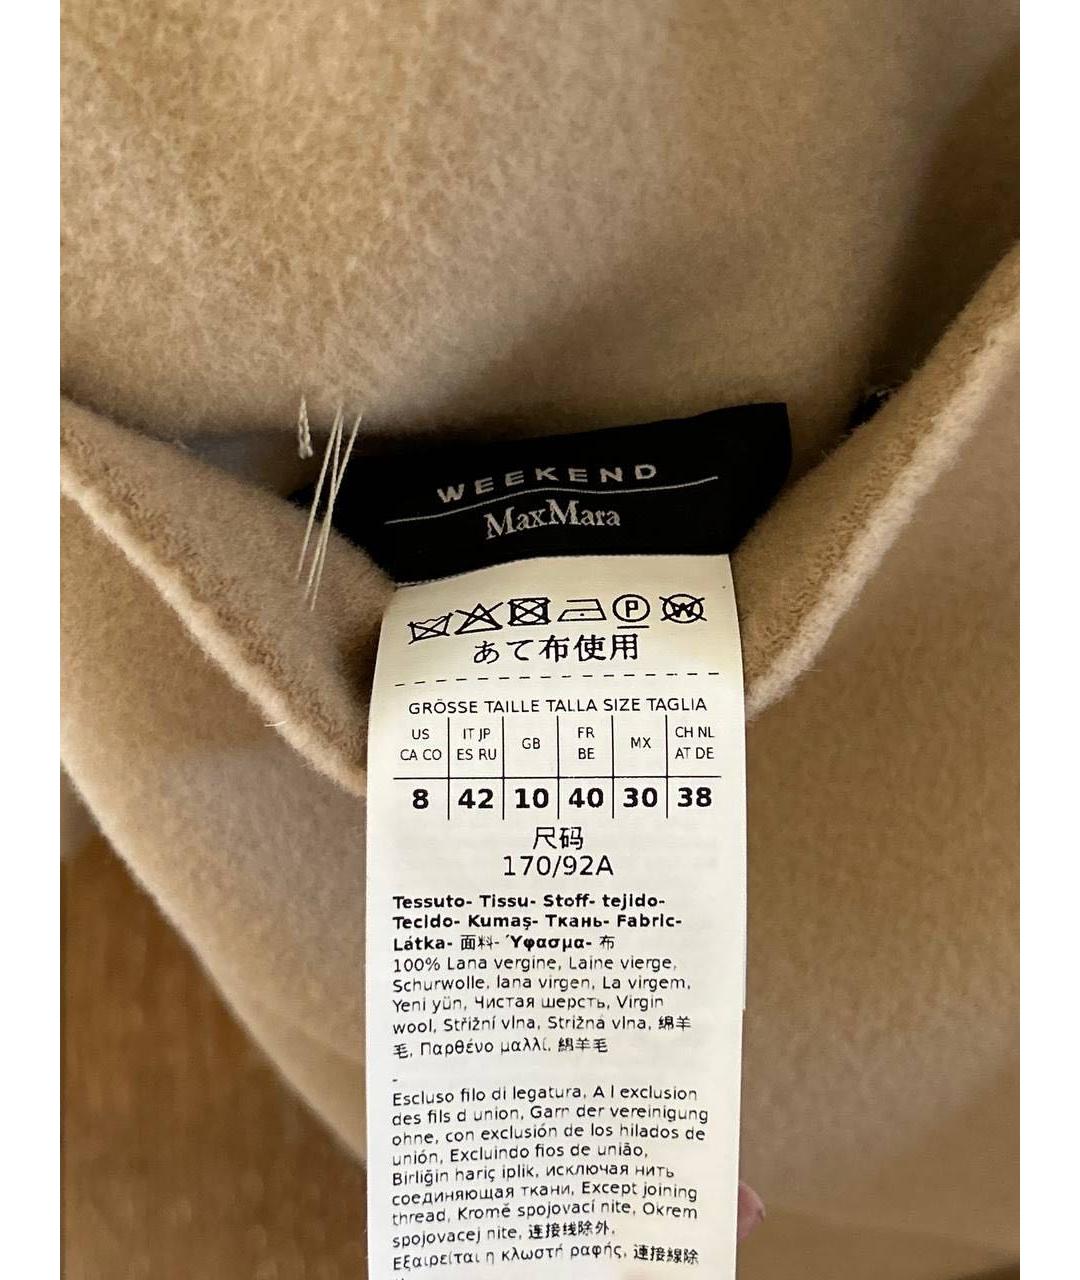 WEEKEND
MaxMara
P W
あて布使用
GRÖSSE TAILLE TALLA SIZE TAGLIA
US CA CO IT JP ES RU GB FR BE MX CH NL AT DE
8 42 10 40 30 38
尺码
170/92A
Tessuto- Tissu- Stoff- tejido-
Tecido- Kumaş- Ткань- Fabric-
Látka- 面料- Ύφασμα- 布
100% Lana vergine, Laine vierge,
Schurwolle, lana virgen, La virgem,
Yeni yün, Чистая шерсть, Virgin
wool, Střižní vlna, Strižná vlna, 绵羊
毛, Παρθένο μαλλί, 綿羊毛
-
Escluso filo di legatura, A l exclusion
des fils d union, Garn der vereinigung
ohne, con exclusión de los hilados de
unión, Excluindo fios de união,
Birliğin hariç iplik, исключая нить
соединяющая ткани, Except joining
thread, Kromě spojovací nite, Okrem
spojovacej nite, 连接线除外,
Εξαιρείται η κλωστή ραφής, 連接線除